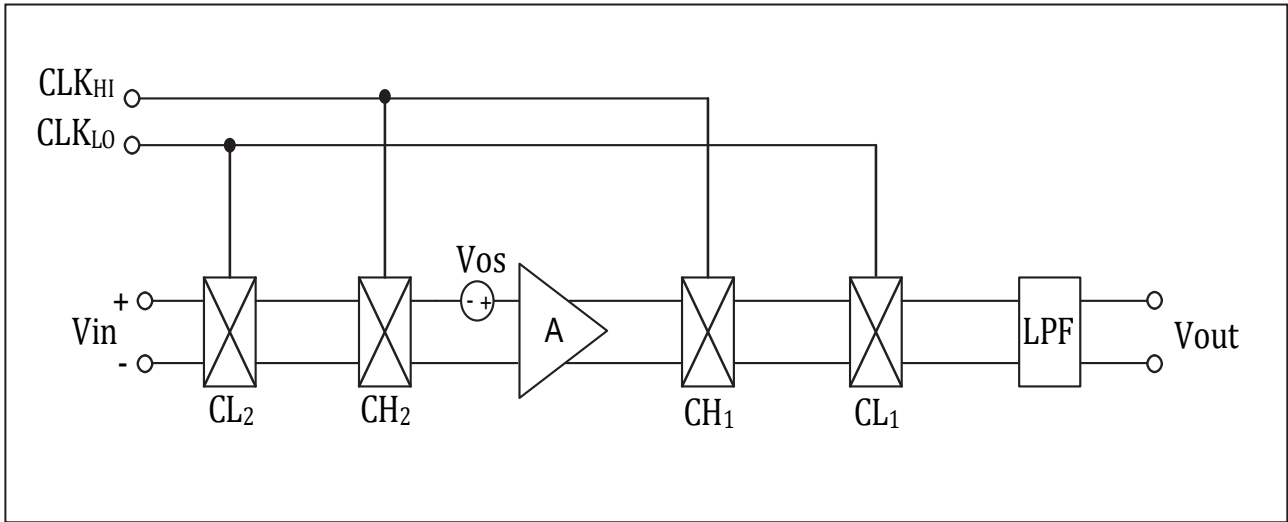 CLKHI
CLKLO
Vos
+
- +
Vin
A
LPF
Vout
-
CL2
CH2
CH1
CL1